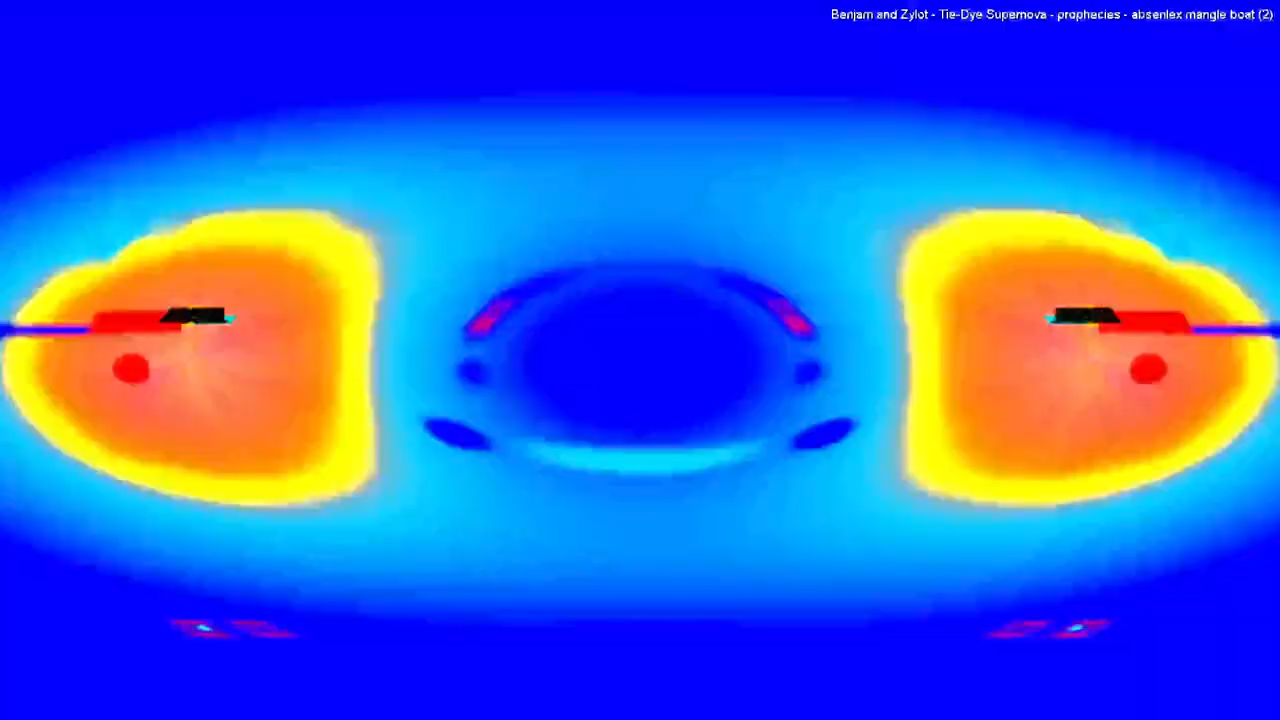 Benjam and Zylot - Tie-Dye Supernova - prophecies - absenlex mangle boat (2)